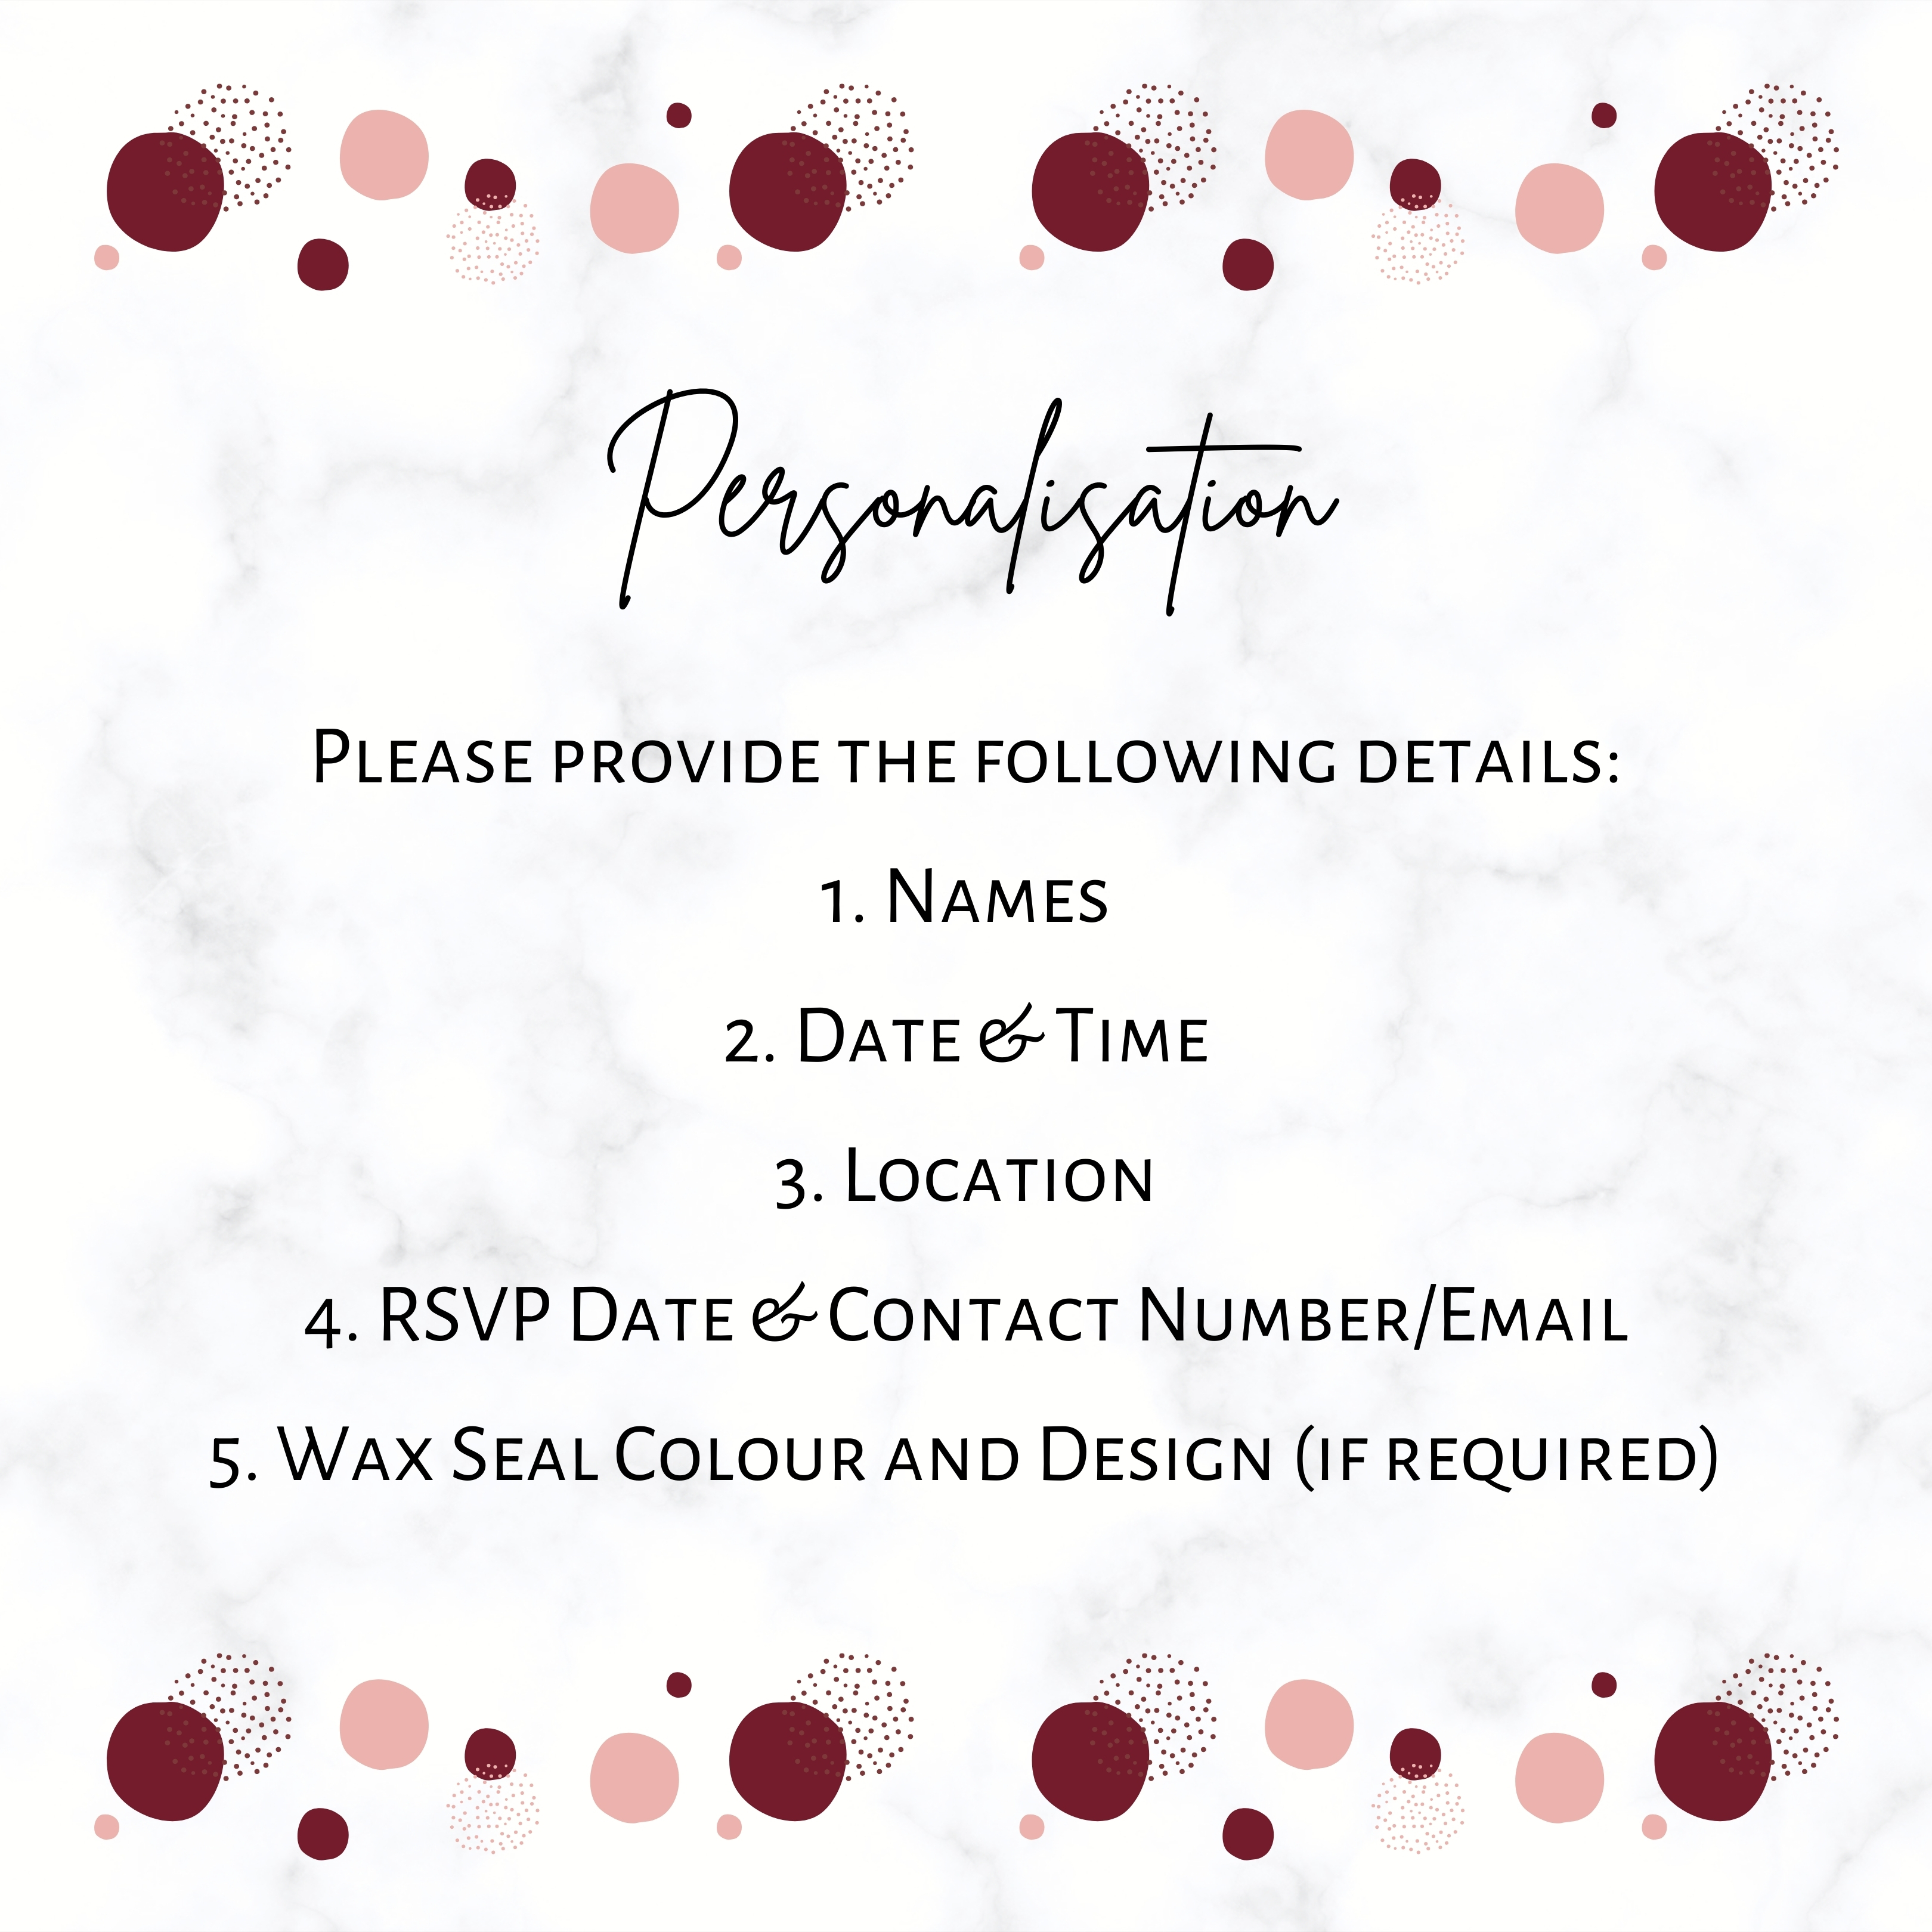 Personalisation
Please provide the following details:
1. Names
2. Date & Time
3. Location
4. RSVP Date & Contact Number/Email
5. Wax Seal Colour and Design (if required)